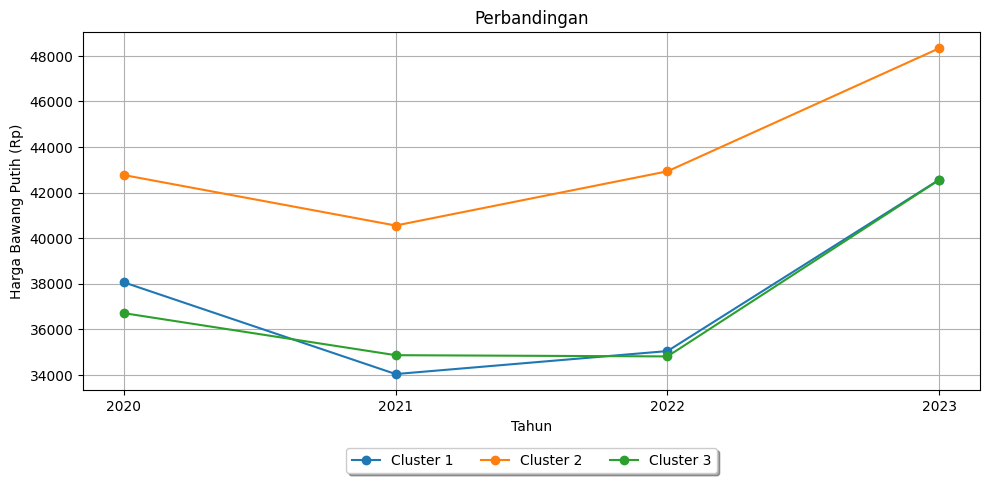 Perbandingan
Harga Bawang Putih (Rp)
48000
46000
44000
42000
40000
38000
36000
34000
2020 2021 2022 2023
Tahun
Cluster 1 Cluster 2 Cluster 3